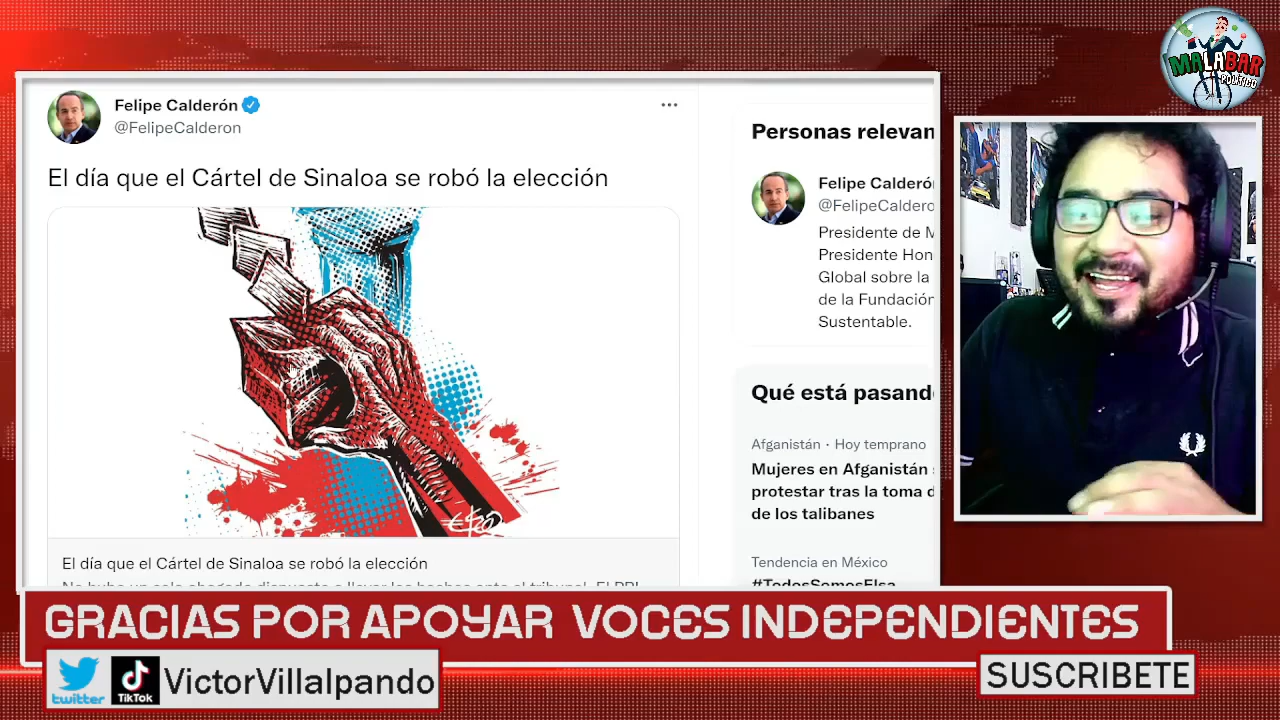 MALABAR
POLÍTICO
Felipe Calderón
@FelipeCalderon
El día que el Cártel de Sinaloa se robó la elección
El día que el Cártel de Sinaloa se robó la elección
Personas relevan
Felipe Calderón
@FelipeCaldero
Presidente de M
Presidente Hon
Global sobre la
de la Fundación
Sustentable.
Qué está pasand
Afganistán · Hoy temprano
Mujeres en Afganistán
protestar tras la toma d
de los talibanes
Tendencia en México
#TodosSomosElsa
GRACIAS POR APOYAR VOCES INDEPENDIENTES
twitter
TikTok
VictorVillalpando
SUSCRIBETE